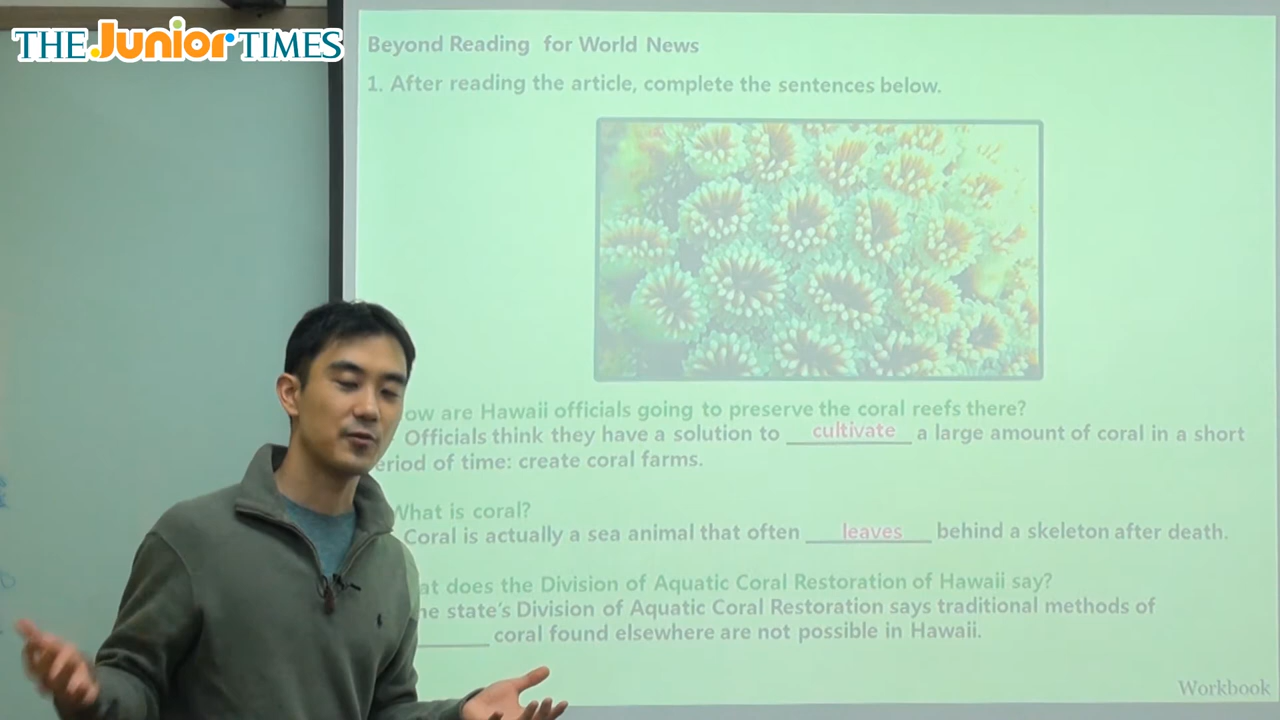 THE Junior TIMES
Beyond Reading for World News
1. After reading the article, complete the sentences below.
ow are Hawaii officials going to preserve the coral reefs there?
Officials think they have a solution to cultivate a large amount of coral in a short
eriod of time: create coral farms.
What is coral?
Coral is actually a sea animal that often leaves behind a skeleton after death.
at does the Division of Aquatic Coral Restoration of Hawaii say?
he state's Division of Aquatic Coral Restoration says traditional methods of
______ coral found elsewhere are not possible in Hawaii.
Workbook